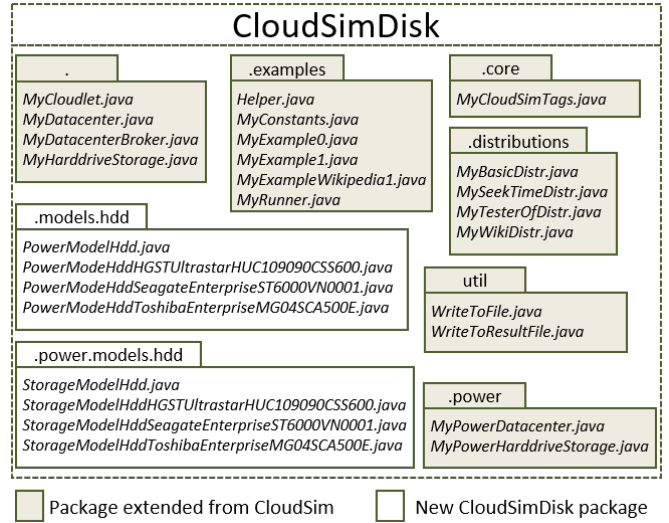 CloudSimDisk
.
MyCloudlet.java
MyDatacenter.java
MyDatacenterBroker.java
MyHarddriveStorage.java
.examples
Helper.java
MyConstants.java
MyExample0.java
MyExample1.java
MyExampleWikipedia1.java
MyRunner.java
.core
MyCloudSimTags.java
.distributions
MyBasicDistr.java
MySeekTimeDistr.java
MyTesterOfDistr.java
MyWikiDistr.java
.models.hdd
PowerModelHdd.java
PowerModeHddHGSTUltrastarHUC109090CSS600.java
PowerModeHddSeagateEnterpriseST6000VN0001.java
PowerModeHddToshibaEnterpriseMG04SCA500E.java
util
WriteToFile.java
WriteToResultFile.java
.power.models.hdd
StorageModelHdd.java
StorageModelHddHGSTUltrastarHUC109090CSS600.java
StorageModelHddSeagateEnterpriseST6000VN0001.java
StorageModelHddToshibaEnterpriseMG04SCA500E.java
.power
MyPowerDatacenter.java
MyPowerHarddriveStorage.java
Package extended from CloudSim
New CloudSimDisk package